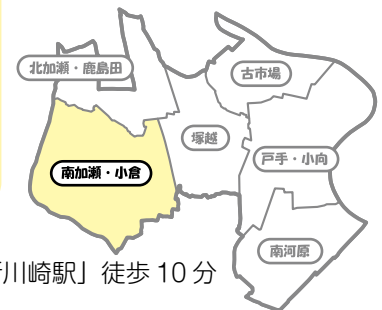 北加瀬・鹿島田
古市場
塚越
戸手・小向
南加瀬・小倉
南河原
川崎駅」徒歩 10 分